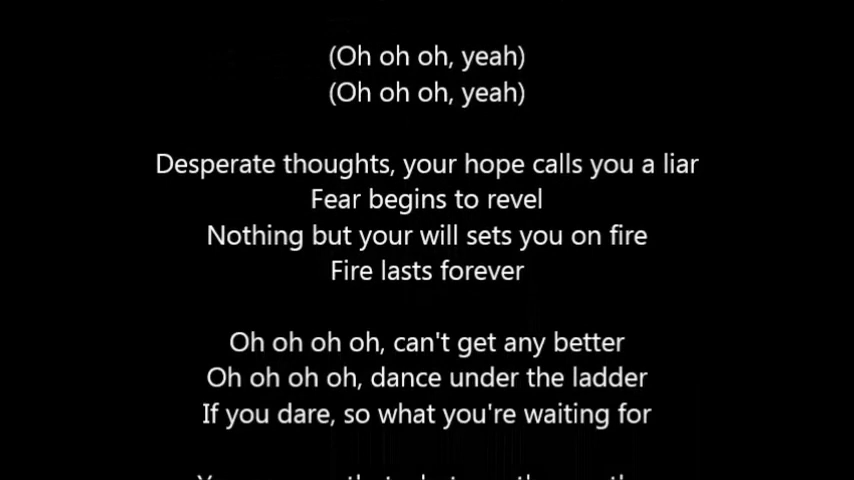 (Oh oh oh, yeah)
(Oh oh oh, yeah)
Desperate thoughts, your hope calls you a liar
Fear begins to revel
Nothing but your will sets you on fire
Fire lasts forever
Oh oh oh oh, can't get any better
Oh oh oh oh, dance under the ladder
If you dare, so what you're waiting for